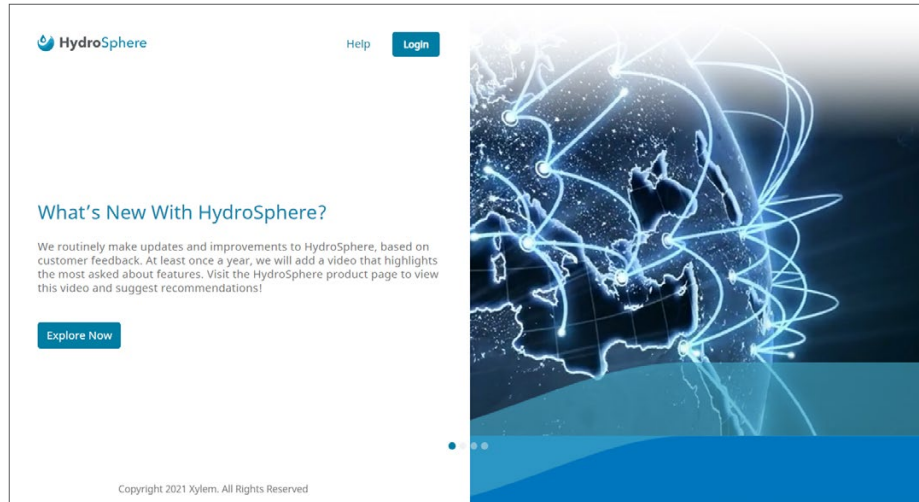 HydroSphere
Help
Login
What's New With HydroSphere?
We routinely make updates and improvements to HydroSphere, based on
customer feedback. At least once a year, we will add a video that highlights
the most asked about features. Visit the HydroSphere product page to view
this video and suggest recommendations!
Explore Now
Copyright 2021 Xylem. All Rights Reserved